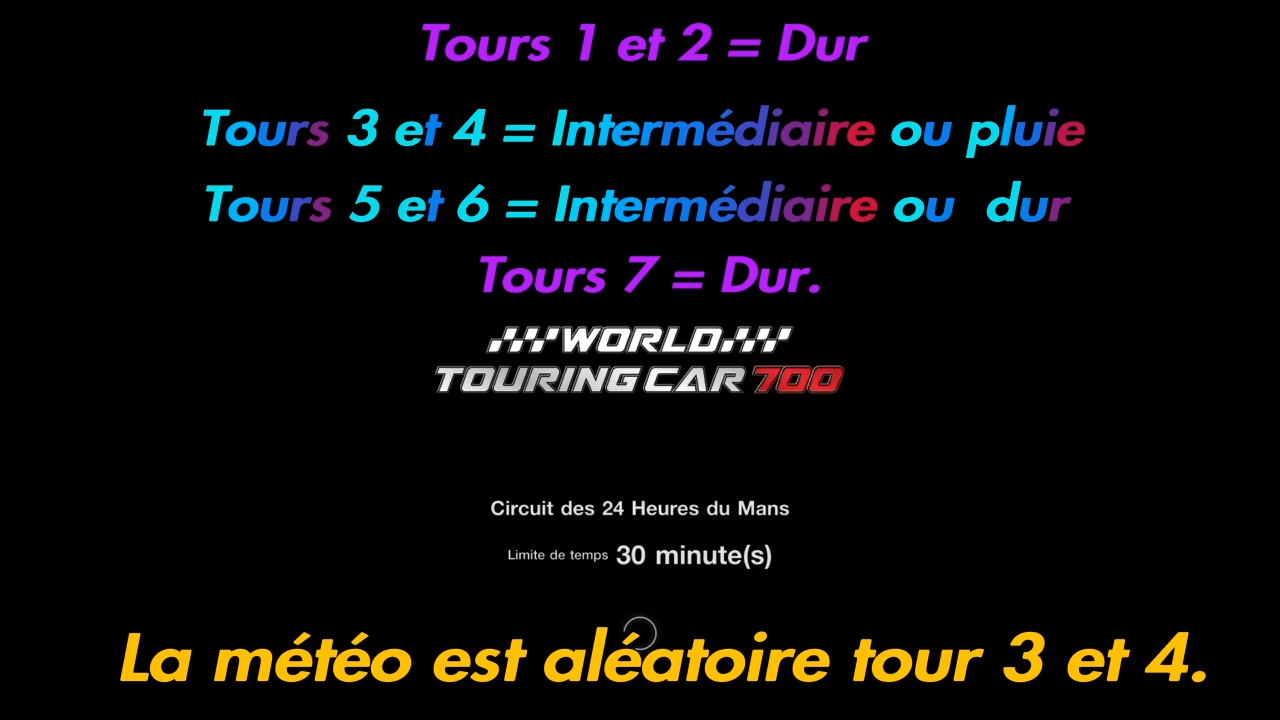 Tours 1 et 2 = Dur
Tours 3 et 4 = Intermédiaire ou pluie
Tours 5 et 6 = Intermédiaire ou dur
Tours 7 = Dur.
WORLD
TOURING CAR 700
Circuit des 24 Heures du Mans
Limite de temps 30 minute(s)
La météo est aléatoire tour 3 et 4.